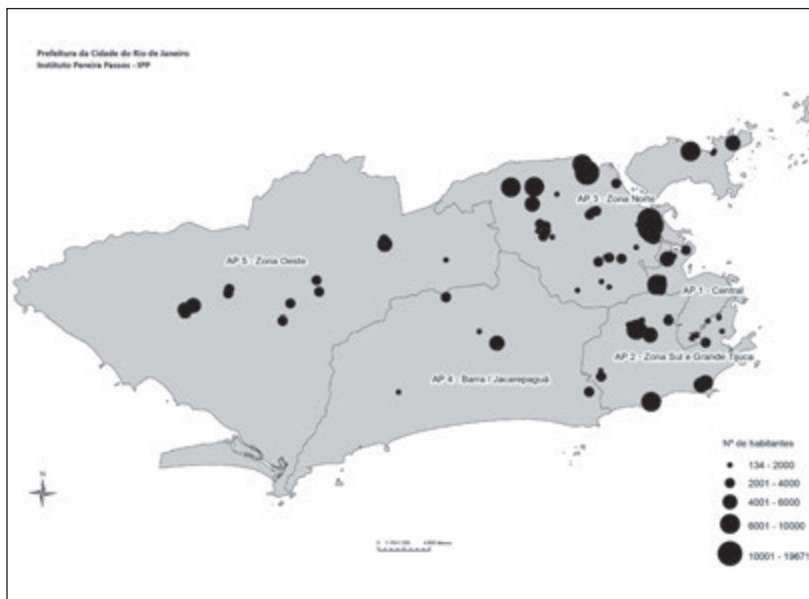 Prefeitura da Cidade do Rio de Janeiro
Instituto Pereira Passos - IPP
AP 3 : Zona Norte
AP 5 : Zona Oeste
AP 1 : Central
AP 2 : Zona Sul e Grande Tijuca
AP 4 : Barra / Jacarepaguá
Nº de habitantes
134 - 2000
2001 - 4000
4001 - 6000
6001 - 10000
10001 - 19671
N